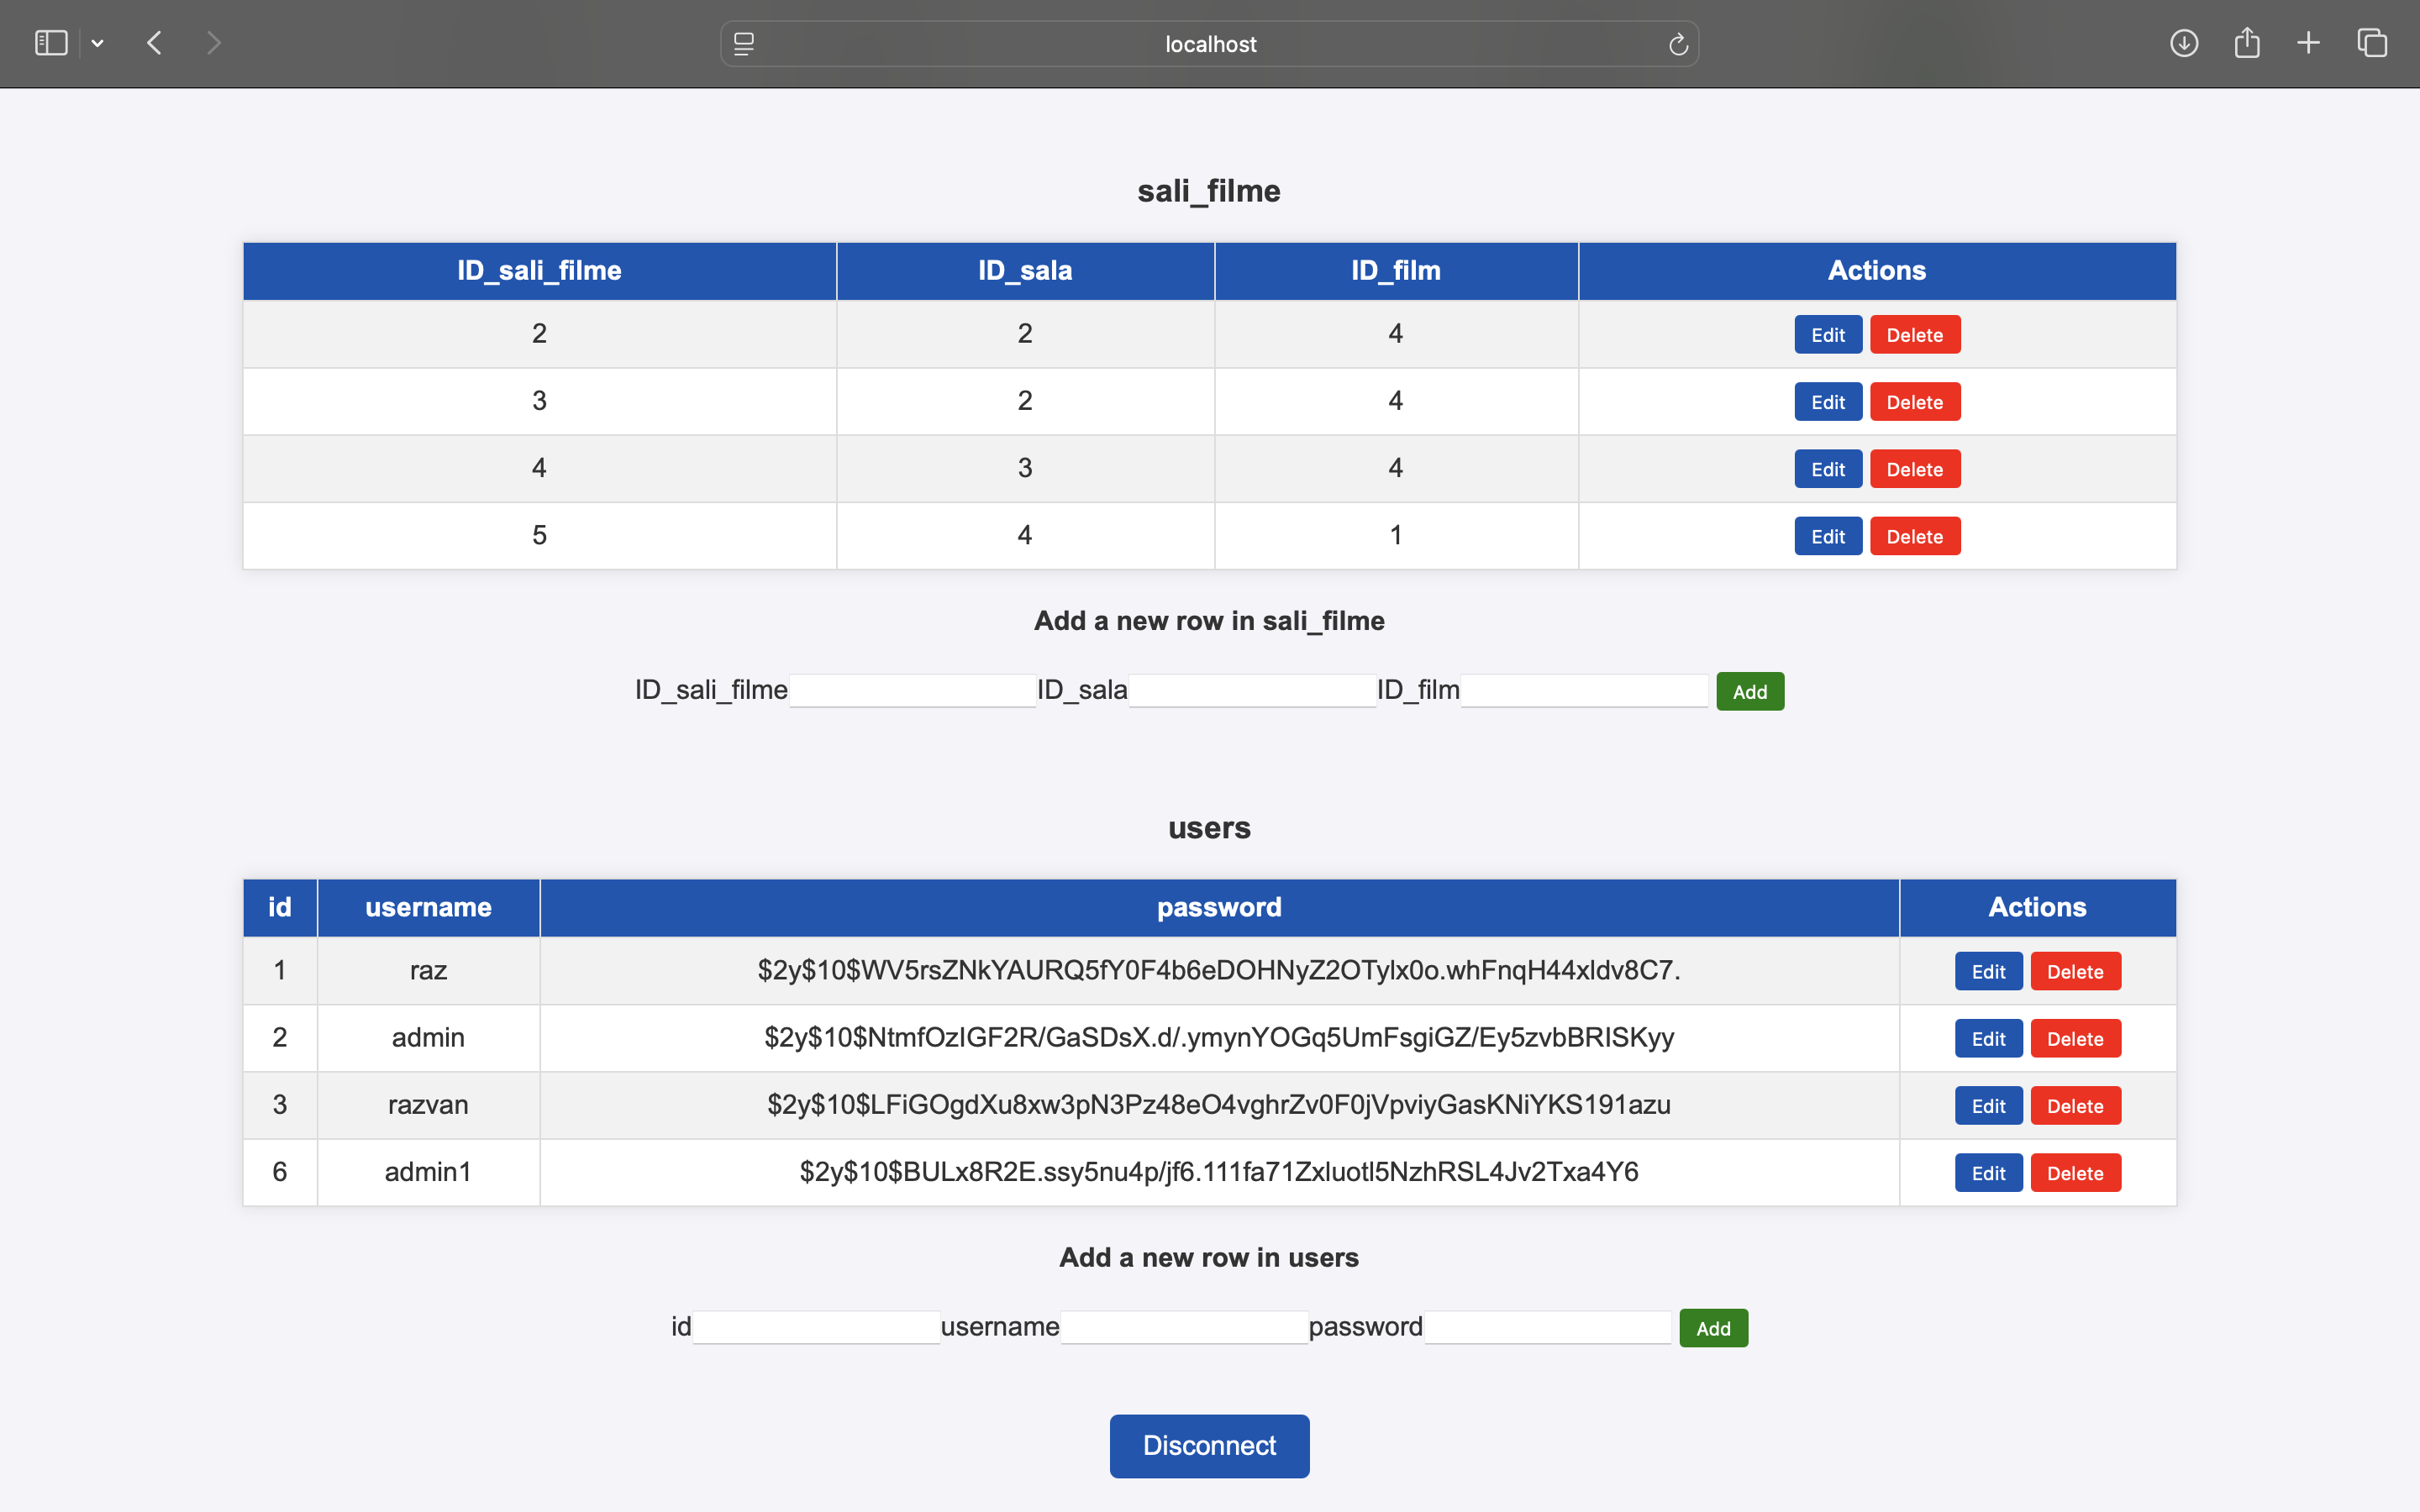 localhost
sali_filme
ID_sali_filme ID_sala ID_film Actions
2 2 4 Edit Delete
3 2 4 Edit Delete
4 3 4 Edit Delete
5 4 1 Edit Delete
Add a new row in sali_filme
ID_sali_filme ID_sala ID_film Add
users
id username password Actions
1 raz $2y$10$WV5rsZNkYAURQ5fY0F4b6eDOHNyZ2OTylx0o.whFnqH44xldv8C7. Edit Delete
2 admin $2y$10$NtmfOzIGF2R/GaSDsX.d/.ymynYOGq5UmFsgiGZ/Ey5zvbBRISKyy Edit Delete
3 razvan $2y$10$LFiGOgdXu8xw3pN3Pz48eO4vghrZv0F0jVpviyGasKNiYKS191azu Edit Delete
6 admin1 $2y$10$BULx8R2E.ssy5nu4p/jf6.111fa71ZxluotI5NzhRSL4Jv2Txa4Y6 Edit Delete
Add a new row in users
id username password Add
Disconnect